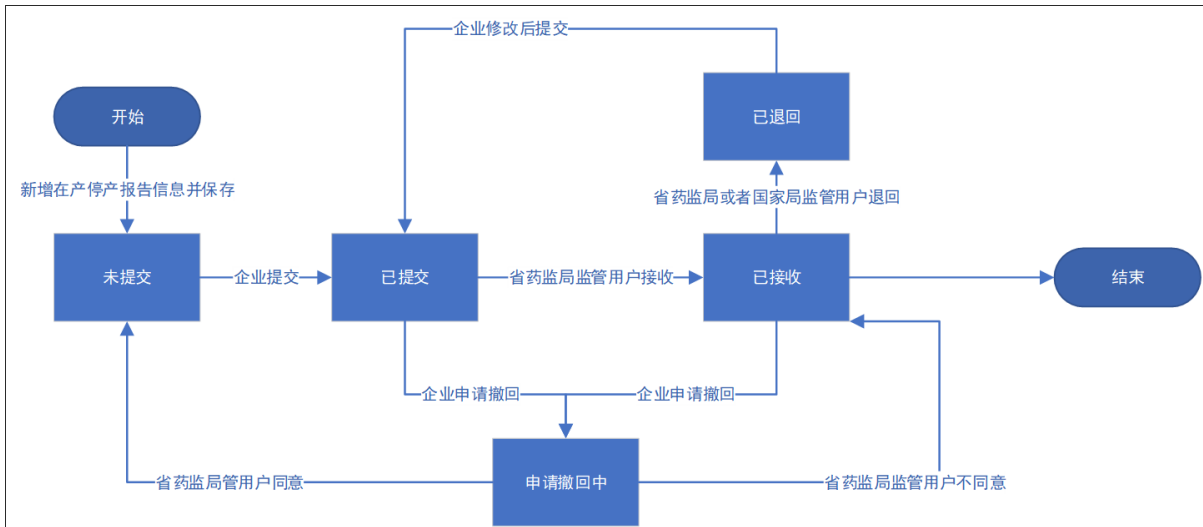 企业修改后提交
开始
已退回
新增在产停产报告信息并保存
省药监局或者国家局监管用户退回
未提交
企业提交
已提交
省药监局监管用户接收
已接收
结束
企业申请撤回
企业申请撤回
省药监局管用户同意
申请撤回中
省药监局监管用户不同意